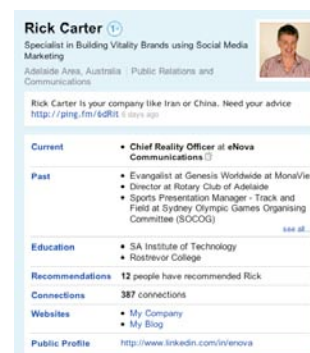 Rick Carter 1st
Specialist in Building Vitality Brands using Social Media
Marketing
Adelaide Area, Australia | Public Relations and
Communications
Rick Carter Is your company like Iran or China. Need your advice
http://ping.fm/6dRit 6 days ago
Current
• Chief Reality Officer at eNova
Communications
Past
• Evangalist at Genesis Worldwide at MonaVie
• Director at Rotary Club of Adelaide
• Sports Presentation Manager - Track and
Field at Sydney Olympic Games Organising
Committee (SOCOG)
see all...
Education
• SA Institute of Technology
• Rostrevor College
Recommendations 12 people have recommended Rick
Connections 387 connections
Websites
• My Company
• My Blog
Public Profile http://www.linkedin.com/in/enova